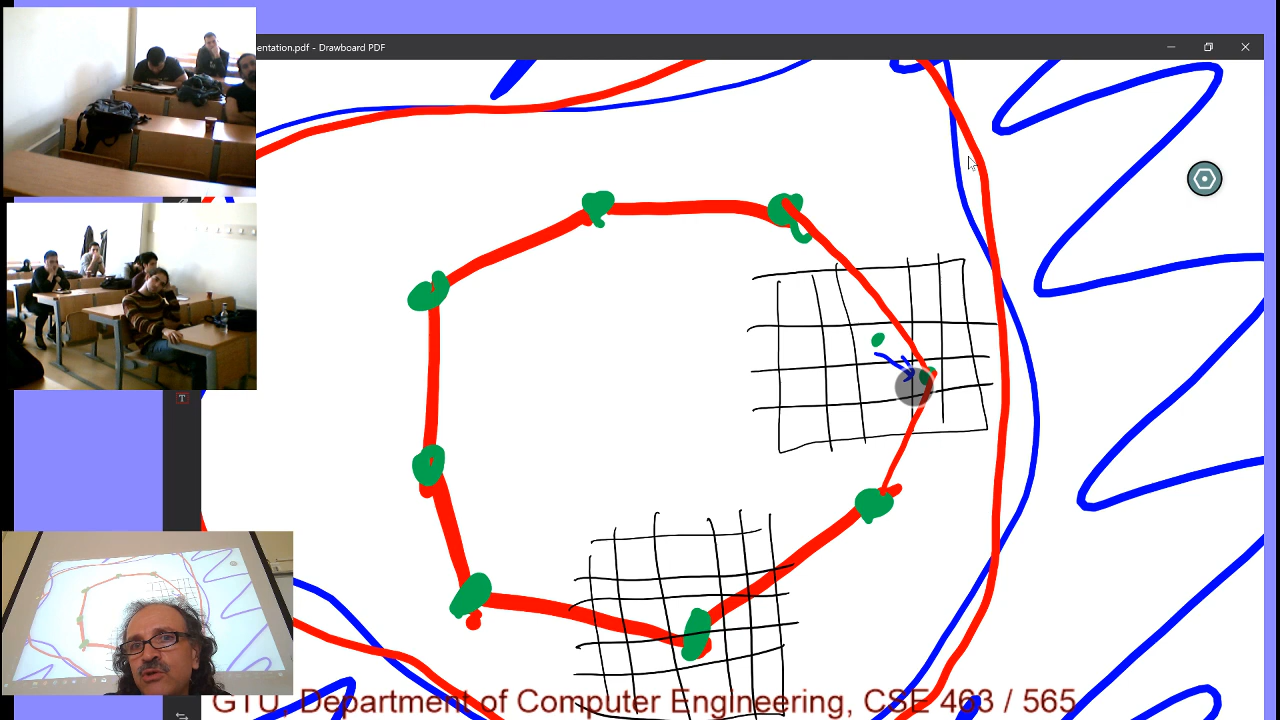 entation.pdf - Drawboard PDF
T
GTU, Department of Computer Engineering, CSE 463 / 565